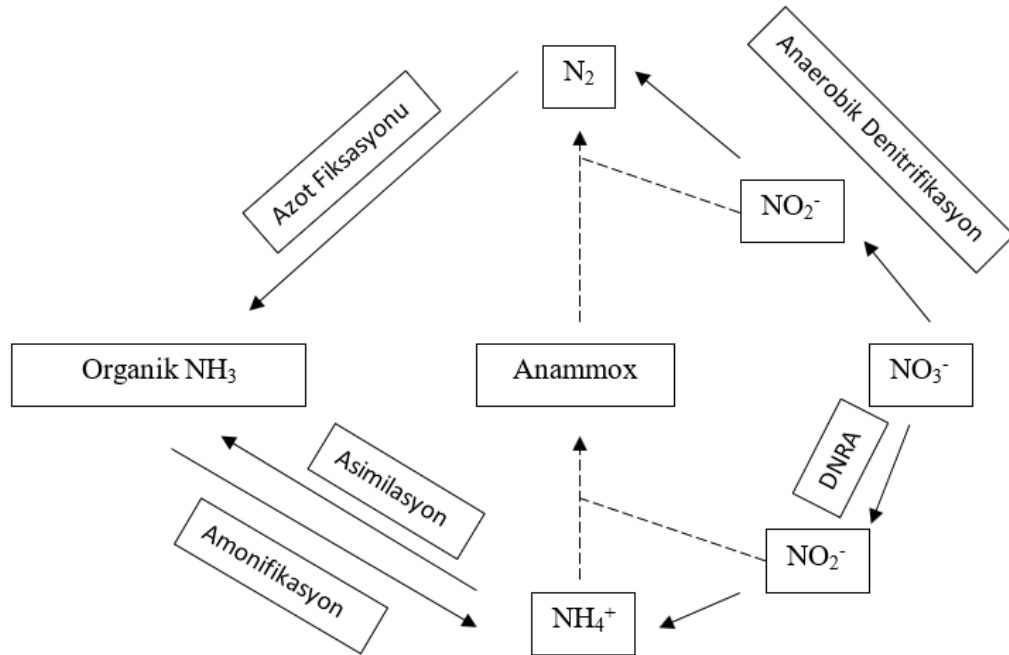 N₂
Anaerobik Denitrifikasyon
Azot Fiksasyonu
NO₂⁻
Organik NH₃
Anammox
NO₃⁻
DNRA
Asimilasyon
Amonifikasyon
NO₂⁻
NH₄⁺